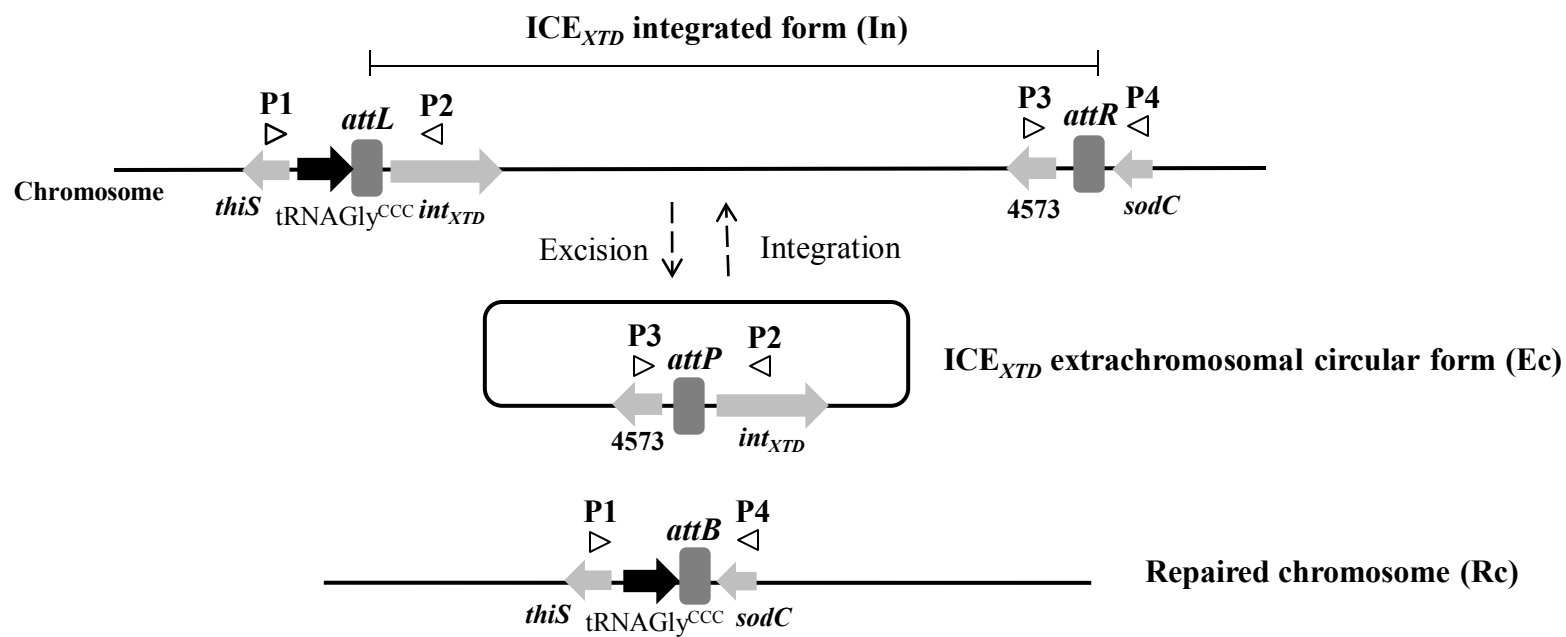 ICEXTD integrated form (In)
P1 attL P2 P3 attR P4
Chromosome
thiS tRNAGlyCCC intXTD 4573 sodC
Excision Integration
P3 attP P2
ICEXTD extrachromosomal circular form (Ec)
4573 intXTD
P1 attB P4
Repaired chromosome (Rc)
thiS tRNAGlyCCC sodC